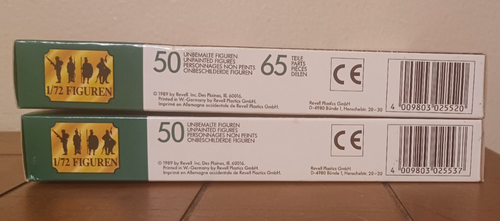 50 UNBEMALTE FIGUREN
UNPAINTED FIGURES
PERSONNAGES NON PEINTS
ONBESCHILDERDE FIGUREN
65 TEILE
PARTS
PIECES
DELEN
CE
1/72 FIGUREN
© 1989 by Revell Inc. Des Plaines, Ill. 60016.
Printed in W.-Germany by Revell Plastics GmbH.
Imprimé en Allemagne occidentale de Revell Plastics GmbH.
Revell Plastics GmbH,
D-4980 Bünde 1, Henschelstr. 20-30
4 009803 025520
50 UNBEMALTE FIGUREN
UNPAINTED FIGURES
PERSONNAGES NON PEINTS
ONBESCHILDERDE FIGUREN
CE
1/72 FIGUREN
© 1989 by Revell Inc. Des Plaines, Ill. 60016.
Printed in W.-Germany by Revell Plastics GmbH.
Imprimé en Allemagne occidentale de Revell Plastics GmbH.
Revell Plastics GmbH,
D-4980 Bünde 1, Henschelstr. 20-30
4 009803 025537